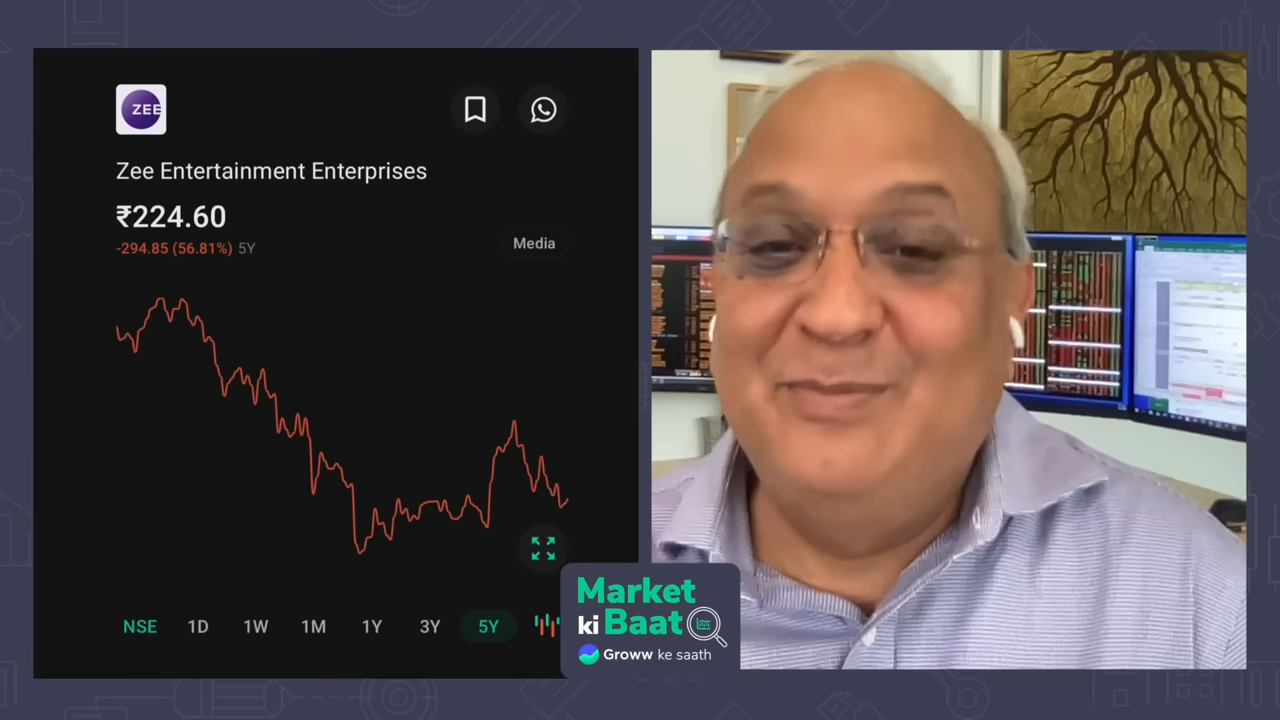 ZEE
Zee Entertainment Enterprises
₹224.60
-294.85 (56.81%) 5Y
Media
NSE 1D 1W 1M 1Y 3Y 5Y
Market
ki Baat
Groww ke saath